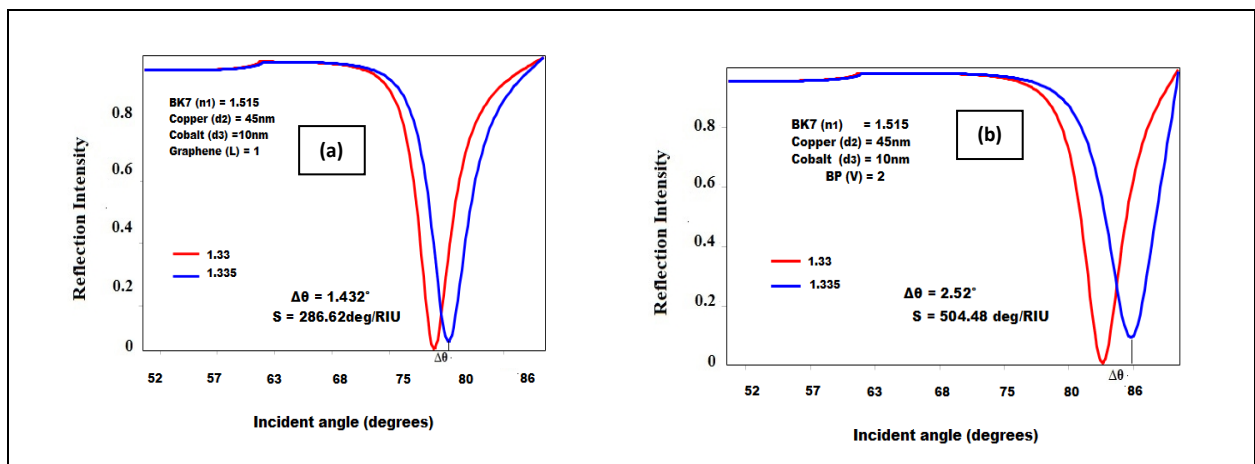 BK7 (n1) = 1.515
Copper (d2) = 45nm
Cobalt (d3) =10nm
Graphene (L) = 1
(a)
Reflection Intensity
0.8
0.6
0.4
0.2
0
1.33
1.335
Δθ = 1.432°
S = 286.62deg/RIU
Δθ
52 57 63 68 75 80 86
Incident angle (degrees)
BK7 (n1) = 1.515
Copper (d2) = 45nm
Cobalt (d3) = 10nm
BP (V) = 2
(b)
Reflection Intensity
0.8
0.6
0.4
0.2
0
1.33
1.335
Δθ = 2.52°
S = 504.48 deg/RIU
Δθ
52 57 63 68 75 80 86
Incident angle (degrees)